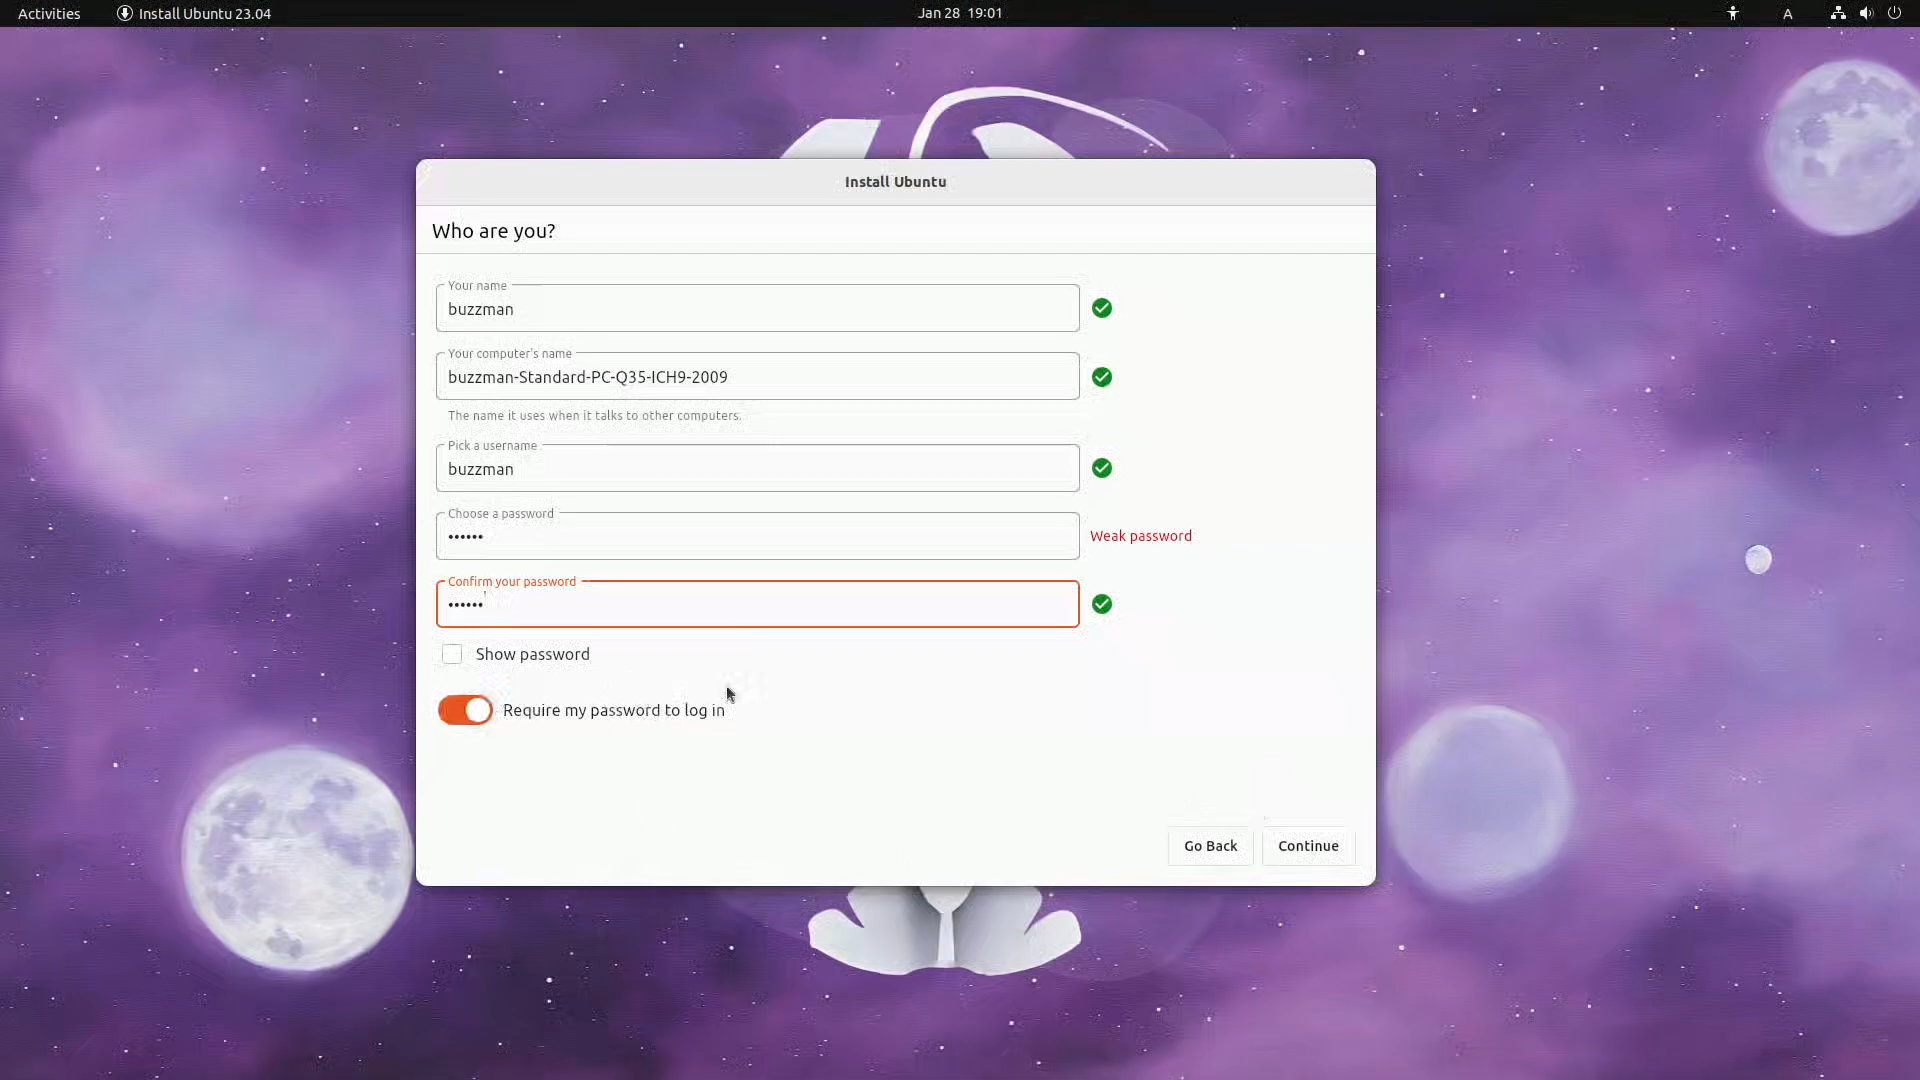 Activities Install Ubuntu 23.04 Jan 28 19:01 A
Install Ubuntu
Who are you?
Your name
buzzman
Your computer's name
buzzman-Standard-PC-Q35-ICH9-2009
The name it uses when it talks to other computers.
Pick a username
buzzman
Choose a password
•••••• Weak password
Confirm your password
••••••
Show password
Require my password to log in
Go Back Continue